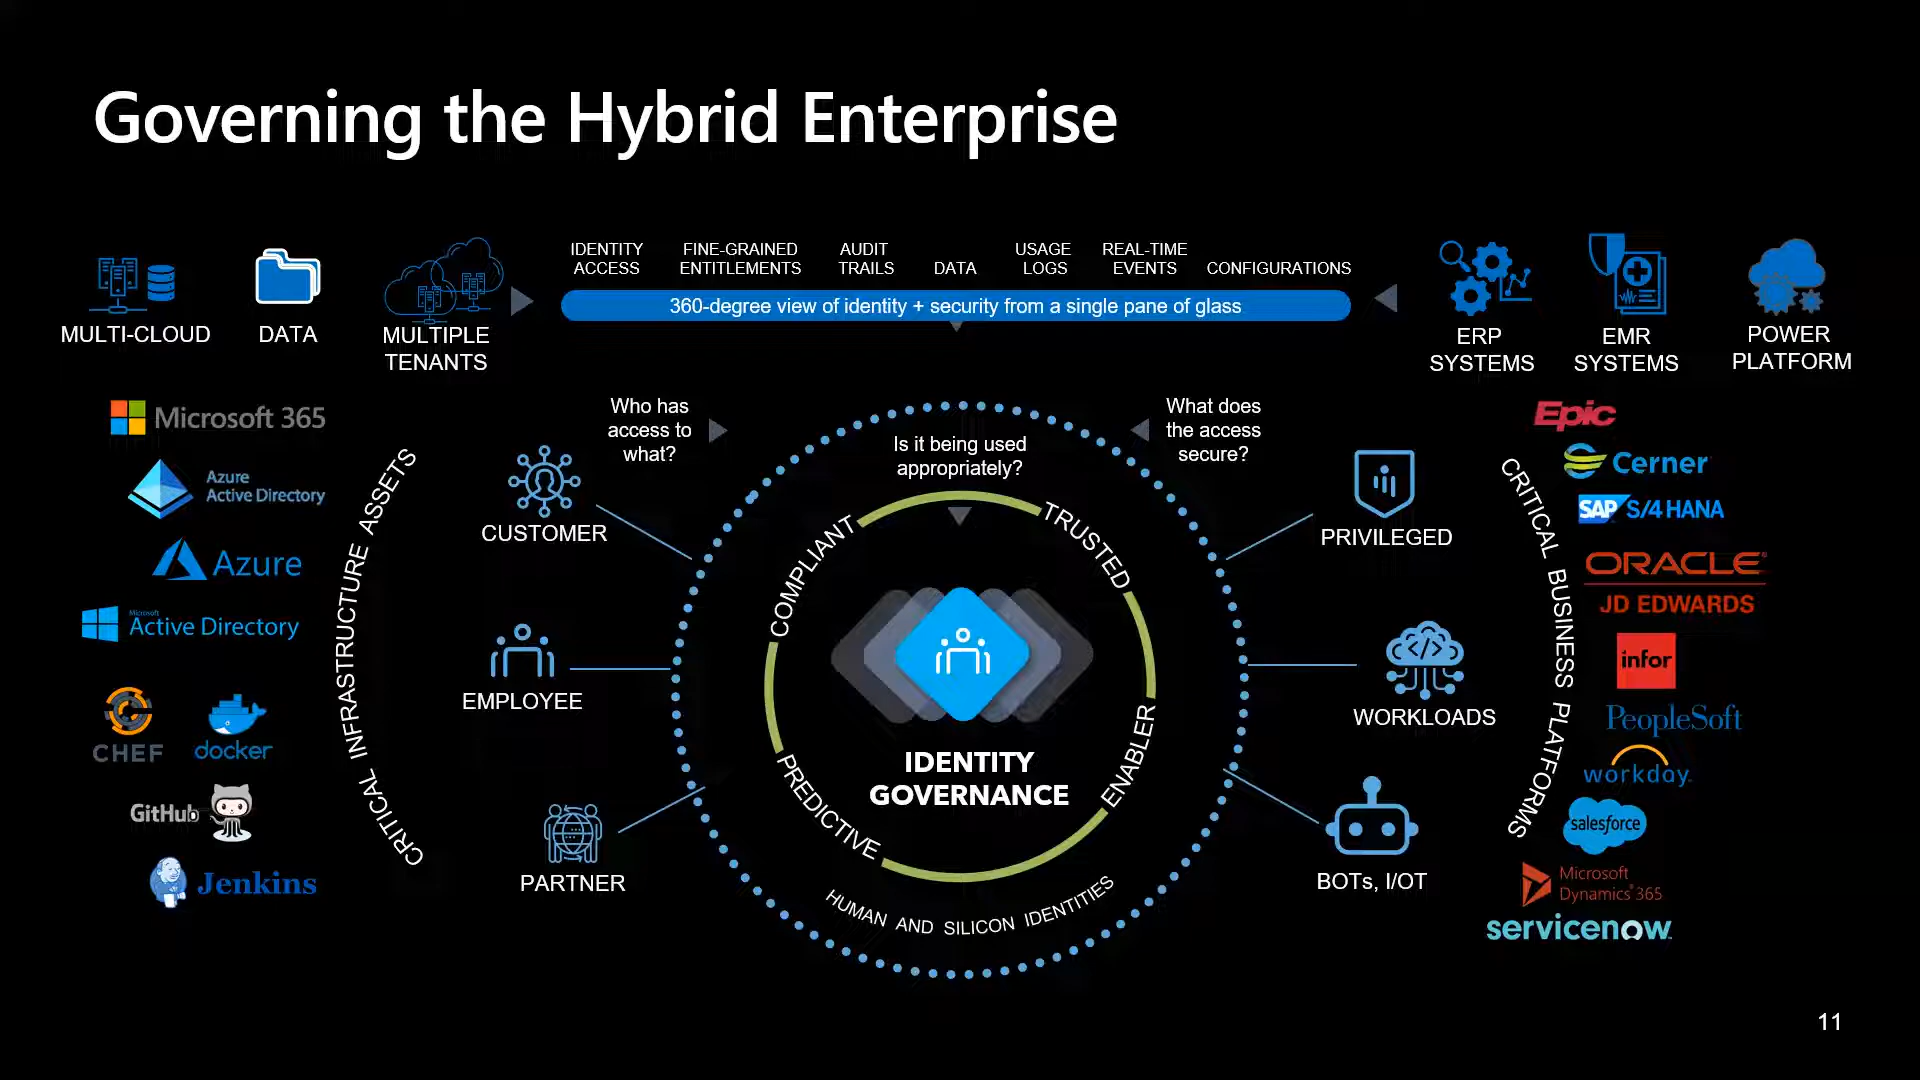 Governing the Hybrid Enterprise
IDENTITY
ACCESS
FINE-GRAINED
ENTITLEMENTS
AUDIT
TRAILS
DATA
USAGE
LOGS
REAL-TIME
EVENTS
CONFIGURATIONS
360-degree view of identity + security from a single pane of glass
MULTI-CLOUD
DATA
MULTIPLE
TENANTS
ERP
SYSTEMS
EMR
SYSTEMS
POWER
PLATFORM
Microsoft 365
Azure
Active Directory
Azure
Microsoft
Active Directory
CHEF
docker
GitHub
Jenkins
CRITICAL INFRASTRUCTURE ASSETS
Who has
access to
what?
Is it being used
appropriately?
What does
the access
secure?
CUSTOMER
EMPLOYEE
PARTNER
COMPLIANT
TRUSTED
PREDICTIVE
ENABLER
IDENTITY
GOVERNANCE
HUMAN AND SILICON IDENTITIES
PRIVILEGED
WORKLOADS
BOTs, I/OT
CRITICAL BUSINESS PLATFORMS
Epic
Cerner
SAP S/4 HANA
ORACLE®
JD EDWARDS
infor
PeopleSoft
workday.
salesforce
Microsoft
Dynamics® 365
servicenow
11